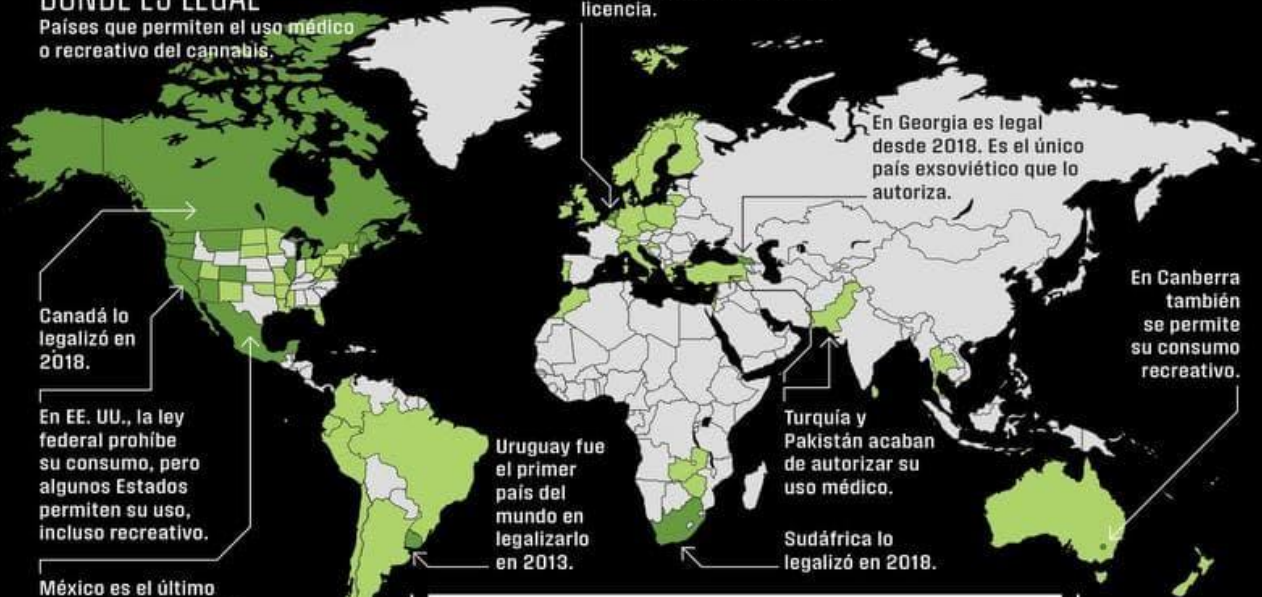 DÓNDE ES LEGAL
Países que permiten el uso médico
o recreativo del cannabis.
licencia.
En Georgia es legal
desde 2018. Es el único
país exsoviético que lo
autoriza.
En Canberra
también
se permite
su consumo
recreativo.
Canadá lo
legalizó en
2018.
En EE. UU., la ley
federal prohíbe
su consumo, pero
algunos Estados
permiten su uso,
incluso recreativo.
México es el último
Uruguay fue
el primer
país del
mundo en
legalizarlo
en 2013.
Turquía y
Pakistán acaban
de autorizar su
uso médico.
Sudáfrica lo
legalizó en 2018.